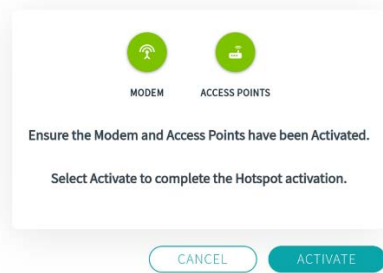 MODEM
ACCESS POINTS
Ensure the Modem and Access Points have been Activated.
Select Activate to complete the Hotspot activation.
CANCEL
ACTIVATE